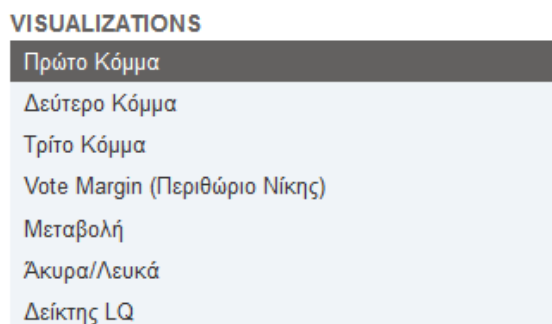 VISUALIZATIONS
Πρώτο Κόμμα
Δεύτερο Κόμμα
Τρίτο Κόμμα
Vote Margin (Περιθώριο Νίκης)
Μεταβολή
Άκυρα/Λευκά
Δείκτης LQ